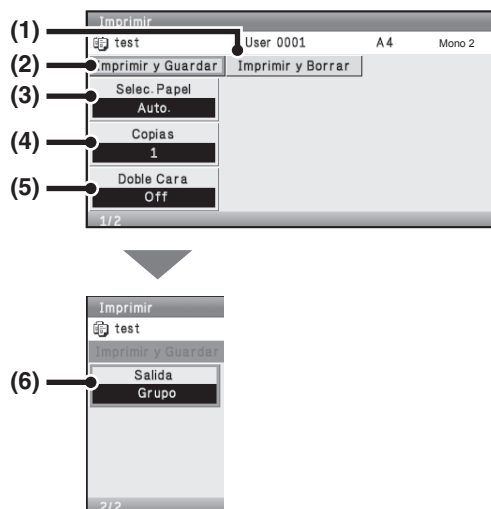 Imprimir
(1)
test User 0001 A4 Mono 2
(2)
Imprimir y Guardar Imprimir y Borrar
(3)
Selec. Papel
Auto.
(4)
Copias
1
(5)
Doble Cara
Off
1/2
Imprimir
test
Imprimir y Guardar
(6)
Salida
Grupo
2/2